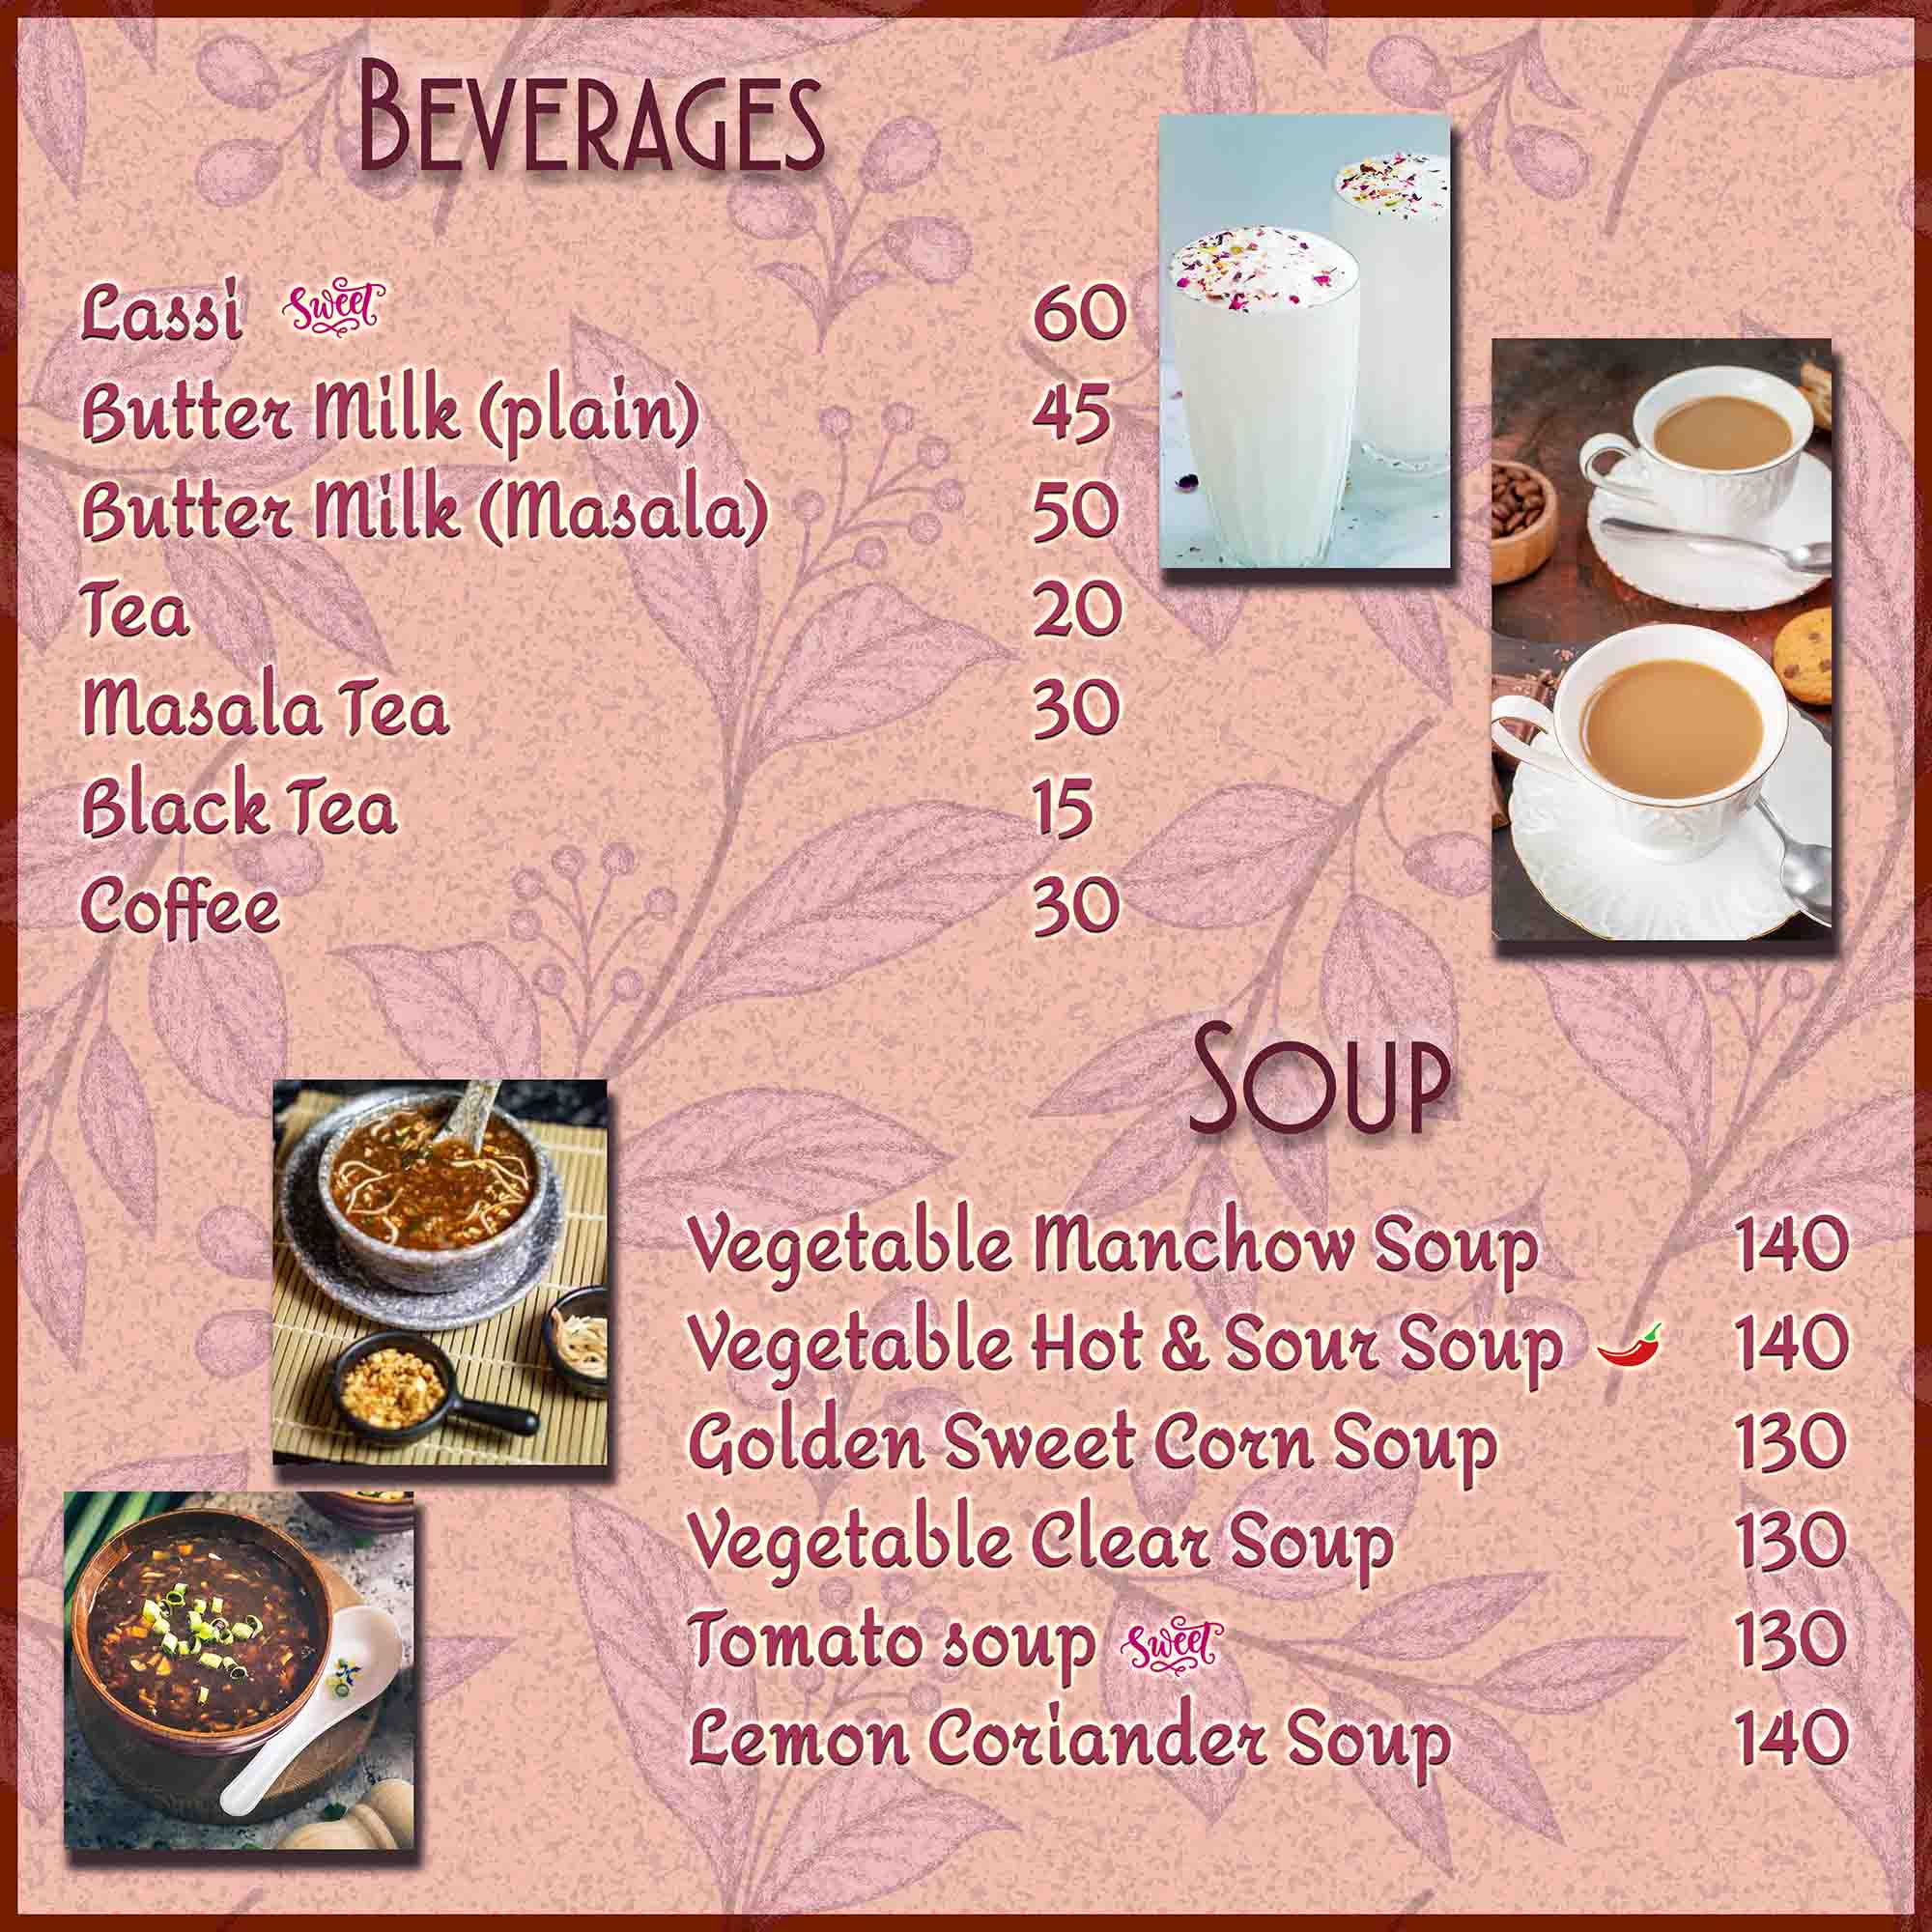 BEVERAGES
Lassi Sweet 60
Butter Milk (plain) 45
Butter Milk (Masala) 50
Tea 20
Masala Tea 30
Black Tea 15
Coffee 30
SOUP
Vegetable Manchow Soup 140
Vegetable Hot & Sour Soup 140
Golden Sweet Corn Soup 130
Vegetable Clear Soup 130
Tomato soup Sweet 130
Lemon Coriander Soup 140